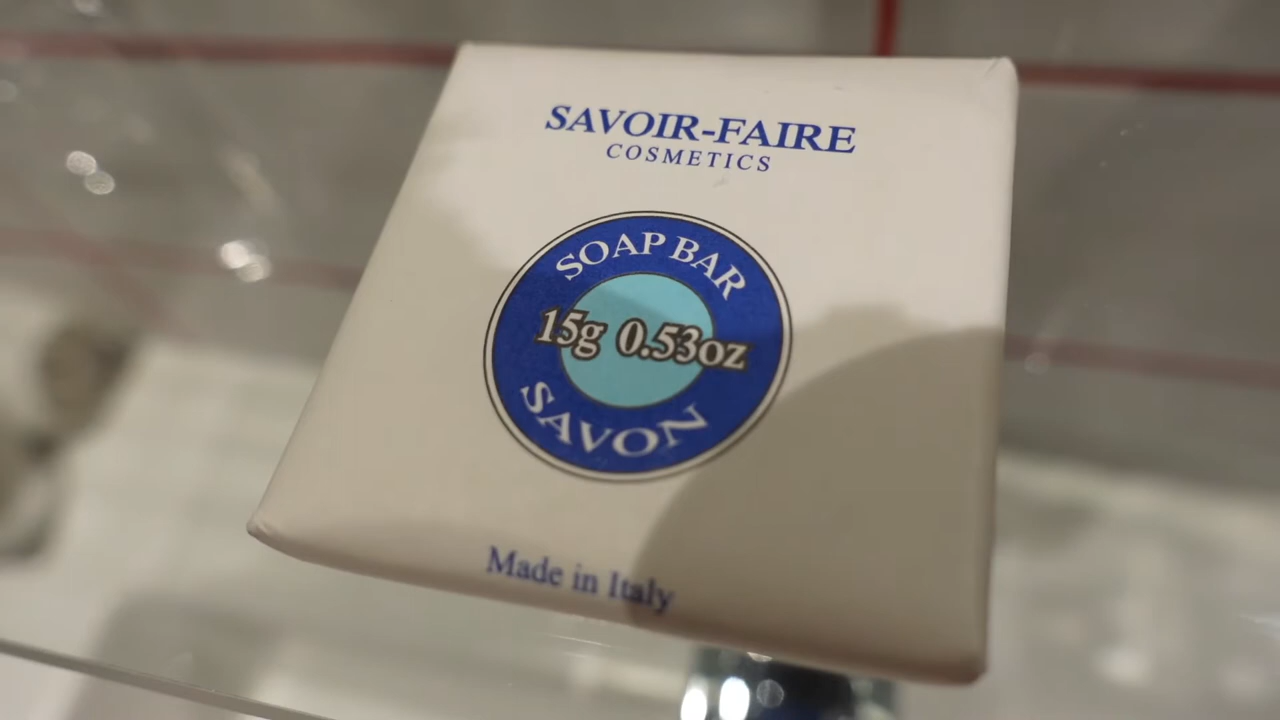 SAVOIR-FAIRE
COSMETICS
SOAP BAR
15g 0.53oz
SAVON
Made in Italy